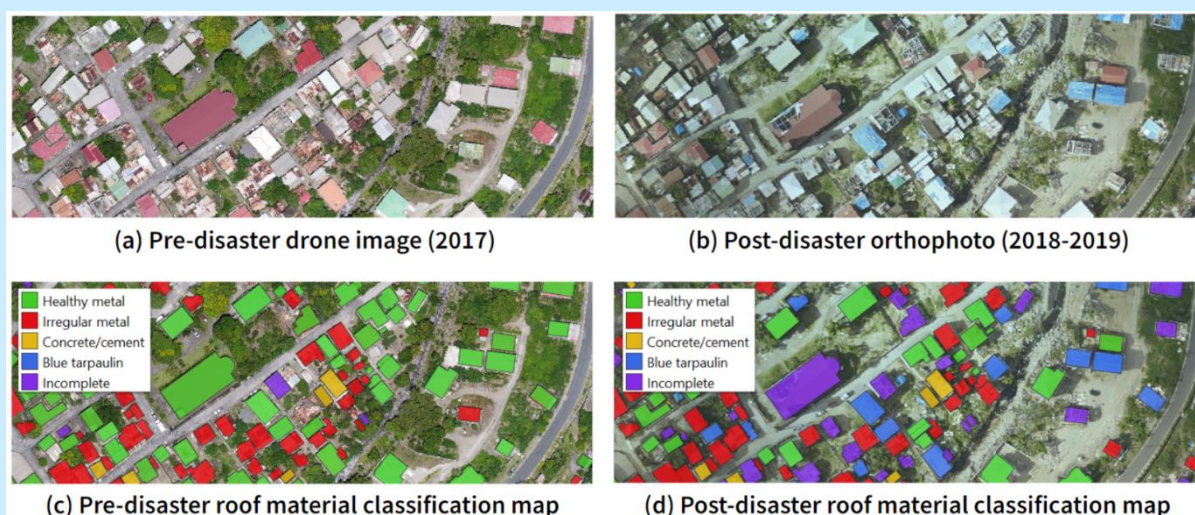 (a) Pre-disaster drone image (2017)
(b) Post-disaster orthophoto (2018-2019)
Healthy metal
Irregular metal
Concrete/cement
Blue tarpaulin
Incomplete
Healthy metal
Irregular metal
Concrete/cement
Blue tarpaulin
Incomplete
(c) Pre-disaster roof material classification map
(d) Post-disaster roof material classification map